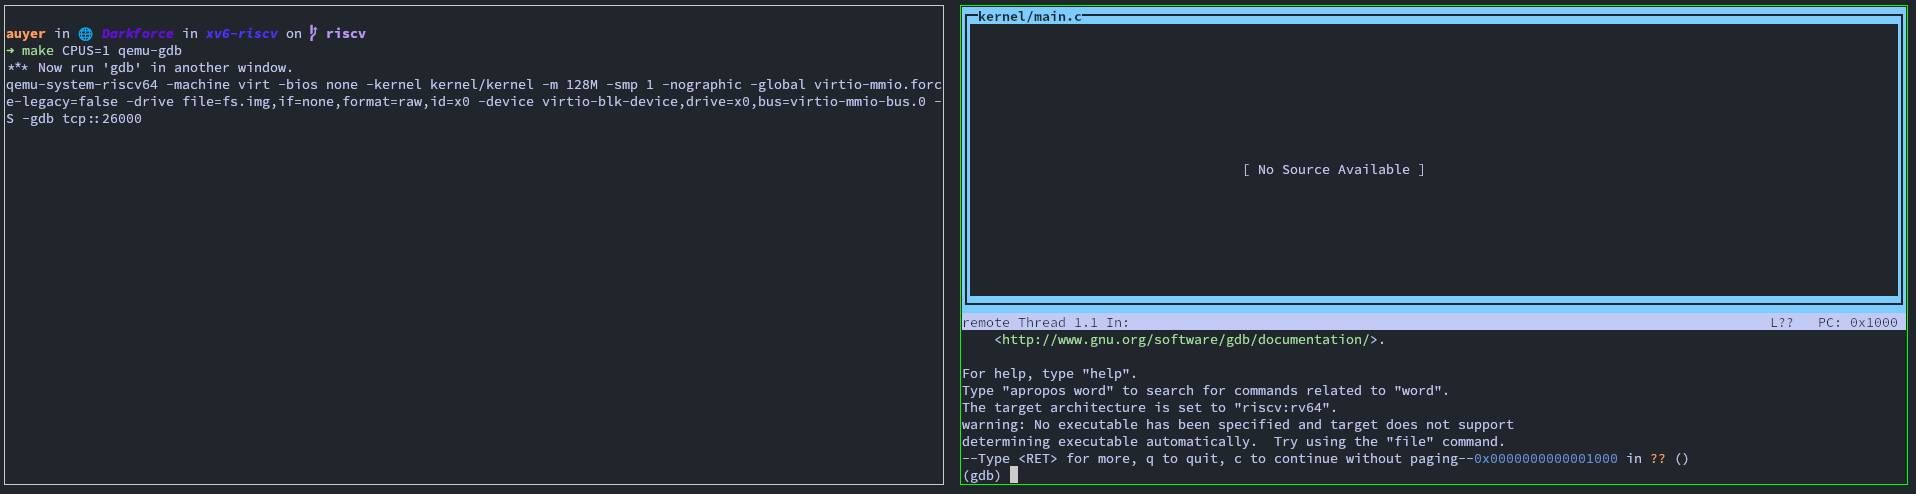 auyer in 🌐 Darkforce in xv6-riscv on riscv
➜ make CPUS=1 qemu-gdb
*** Now run 'gdb' in another window.
qemu-system-riscv64 -machine virt -bios none -kernel kernel/kernel -m 128M -smp 1 -nographic -global virtio-mmio.forc
e-legacy=false -drive file=fs.img,if=none,format=raw,id=x0 -device virtio-blk-device,drive=x0,bus=virtio-mmio-bus.0 -
S -gdb tcp::26000
kernel/main.c
[ No Source Available ]
remote Thread 1.1 In: L?? PC: 0x1000
<http://www.gnu.org/software/gdb/documentation/>.
For help, type "help".
Type "apropos word" to search for commands related to "word".
The target architecture is set to "riscv:rv64".
warning: No executable has been specified and target does not support
determining executable automatically.  Try using the "file" command.
--Type <RET> for more, q to quit, c to continue without paging--0x0000000000001000 in ?? ()
(gdb)